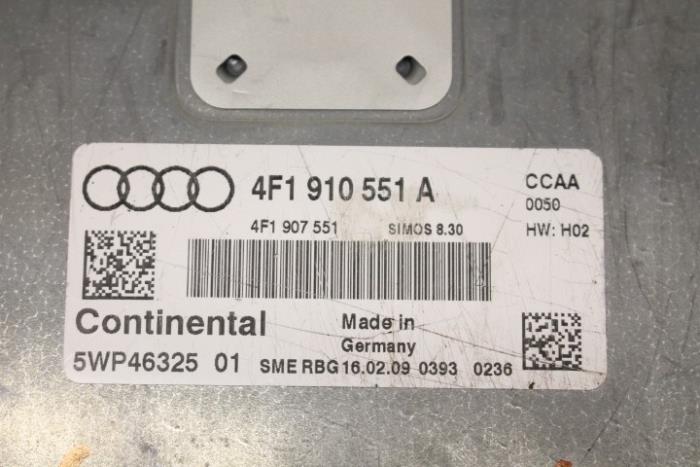 4F1 910 551 A
CCAA
0050
4F1 907 551 SIMOS 8.30
HW: H02
Continental
Made in
Germany
5WP46325 01 SME RBG 16.02.09 0393 0236